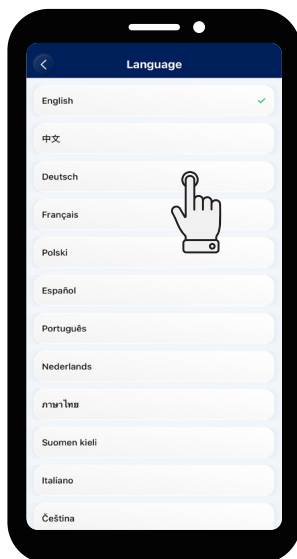 Language
English
中文
Deutsch
Français
Polski
Español
Português
Nederlands
ภาษาไทย
Suomen kieli
Italiano
Čeština